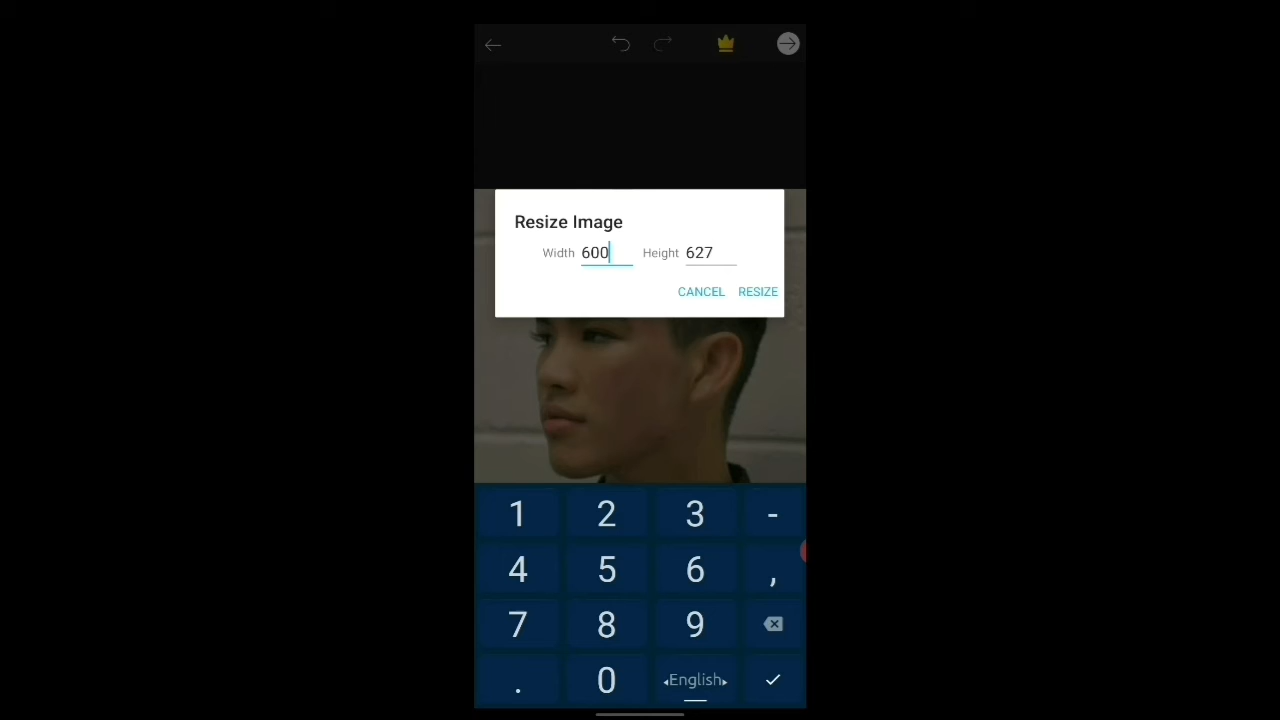 Resize Image
Width 600 Height 627
CANCEL RESIZE
1 2 3 -
4 5 6 ,
7 8 9
. 0 English